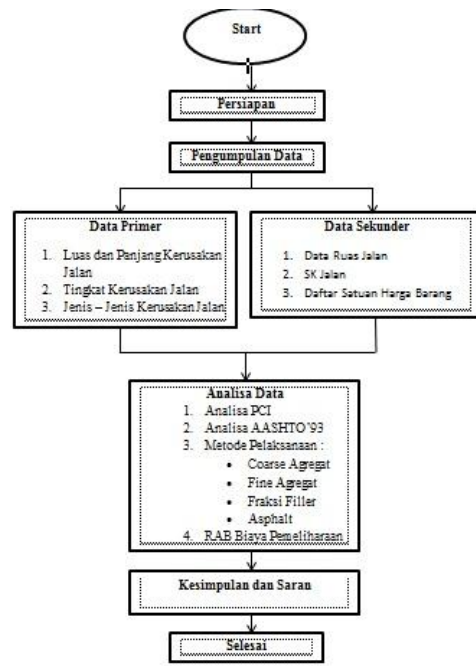 Start
Persiapan
Pengumpulan Data
Data Primer
1. Luas dan Panjang Kerusakan
Jalan
2. Tingkat Kerusakan Jalan
3. Jenis – Jenis Kerusakan Jalan
Data Sekunder
1. Data Ruas Jalan
2. SK Jalan
3. Daftar Satuan Harga Barang
Analisa Data
1. Analisa PCI
2. Analisa AASHTO'93
3. Metode Pelaksanaan :
• Coarse Agregat
• Fine Agregat
• Fraksi Filler
• Asphalt
4. RAB Biaya Pemeliharaan
Kesimpulan dan Saran
Selesai